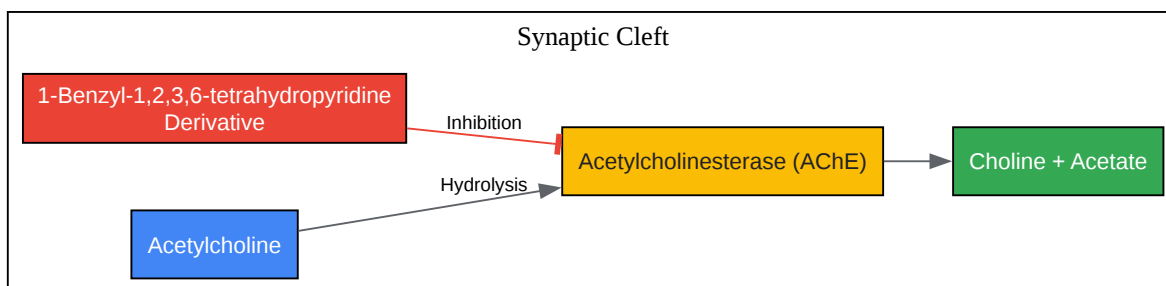 Synaptic Cleft
1-Benzyl-1,2,3,6-tetrahydropyridine
Derivative
Inhibition
Acetylcholinesterase (AChE)
Choline + Acetate
Hydrolysis
Acetylcholine